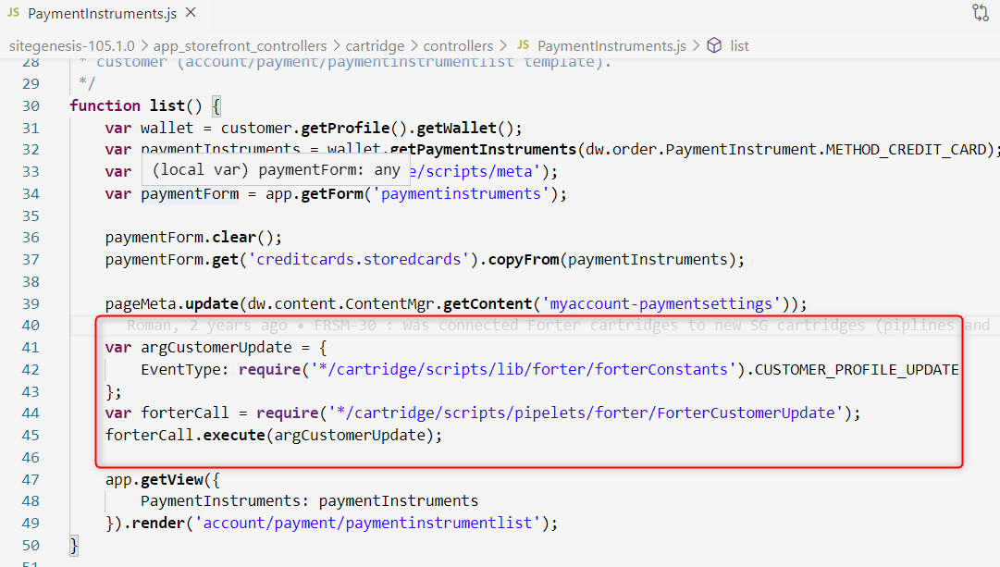 JS PaymentInstruments.js ×
sitegenesis-105.1.0 > app_storefront_controllers > cartridge > controllers > JS PaymentInstruments.js > list
28 * customer (account/payment/paymentinstrumentlist template).
29 */
30 function list() {
31 var wallet = customer.getProfile().getWallet();
32 var paymentInstruments = wallet.getPaymentInstruments(dw.order.PaymentInstrument.METHOD_CREDIT_CARD);
33 var (local var) paymentForm: any e/scripts/meta');
34 var paymentForm = app.getForm('paymentinstruments');
35
36 paymentForm.clear();
37 paymentForm.get('creditcards.storedcards').copyFrom(paymentInstruments);
38
39 pageMeta.update(dw.content.ContentMgr.getContent('myaccount-paymentsettings'));
40 Roman, 2 years ago • FRSM-30 : was connected Forter cartridges to new SG cartridges (piplines and
41 var argCustomerUpdate = {
42 EventType: require('*/cartridge/scripts/lib/forter/forterConstants').CUSTOMER_PROFILE_UPDATE
43 };
44 var forterCall = require('*/cartridge/scripts/pipelets/forter/ForterCustomerUpdate');
45 forterCall.execute(argCustomerUpdate);
46
47 app.getView({
48 PaymentInstruments: paymentInstruments
49 }).render('account/payment/paymentinstrumentlist');
50 }
51